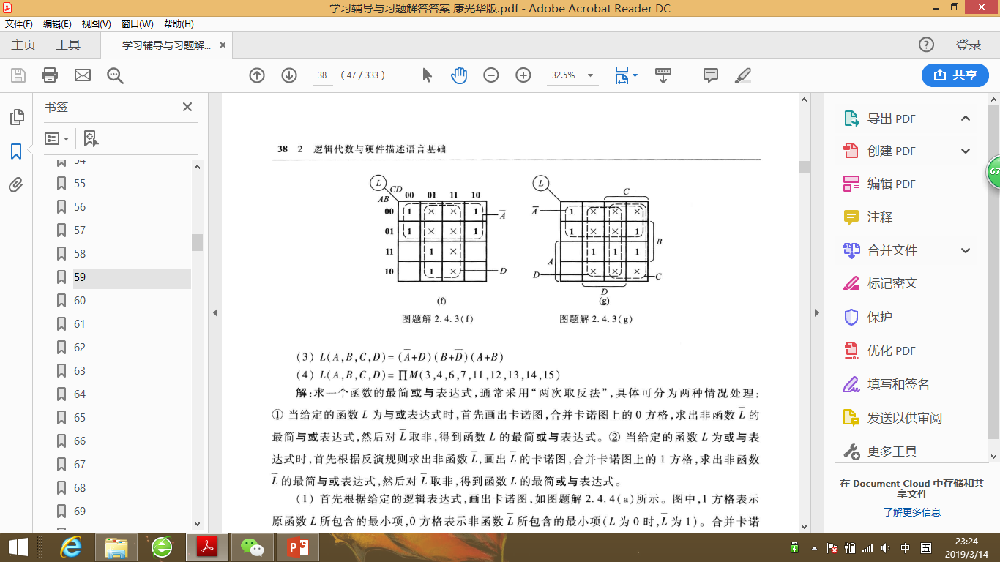 学习辅导与习题解答答案 康光华版.pdf - Adobe Acrobat Reader DC
文件(F) 编辑(E) 视图(V) 窗口(W) 帮助(H)
主页 工具 学习辅导与习题解... × 登录
38 (47 / 333) 32.5% 共享
书签
54
55
56
57
58
59
60
61
62
63
64
65
66
67
68
69
38 2 逻辑代数与硬件描述语言基础
L
CD
AB
00 01 11 10
00 1 × × 1 A̅
01 1 × × 1
11 1 ×
10 1 × D
(f)
图题解 2.4.3(f)
L
C
A̅ 1 × × ×
1 × × 1 B
A 1 1 1
D × × × C
D
(g)
图题解 2.4.3(g)
(3) L(A,B,C,D)=(A̅+D)(B+D̅)(A+B)
(4) L(A,B,C,D)=∏M(3,4,6,7,11,12,13,14,15)
解:求一个函数的最简或与表达式,通常采用“两次取反法”,具体可分为两种情况处理:
① 当给定的函数 L 为与或表达式时,首先画出卡诺图,合并卡诺图上的 0 方格,求出非函数 L̅ 的
最简与或表达式,然后对 L̅ 取非,得到函数 L 的最简或与表达式。② 当给定的函数 L 为或与表
达式时,首先根据反演规则求出非函数 L̅,画出 L̅ 的卡诺图,合并卡诺图上的 1 方格,求出非函数
L̅ 的最简与或表达式,然后对 L̅ 取非,得到函数 L 的最简或与表达式。
(1) 首先根据给定的逻辑表达式,画出卡诺图,如图题解 2.4.4(a)所示。图中,1 方格表示
原函数 L 所包含的最小项,0 方格表示非函数 L̅ 所包含的最小项(L 为 0 时,L̅ 为 1)。合并卡诺
导出 PDF
创建 PDF
编辑 PDF
注释
合并文件
标记密文
保护
优化 PDF
填写和签名
发送以供审阅
更多工具
在 Document Cloud 中存储和共
享文件
了解更多信息
67
中 五
23:24
2019/3/14